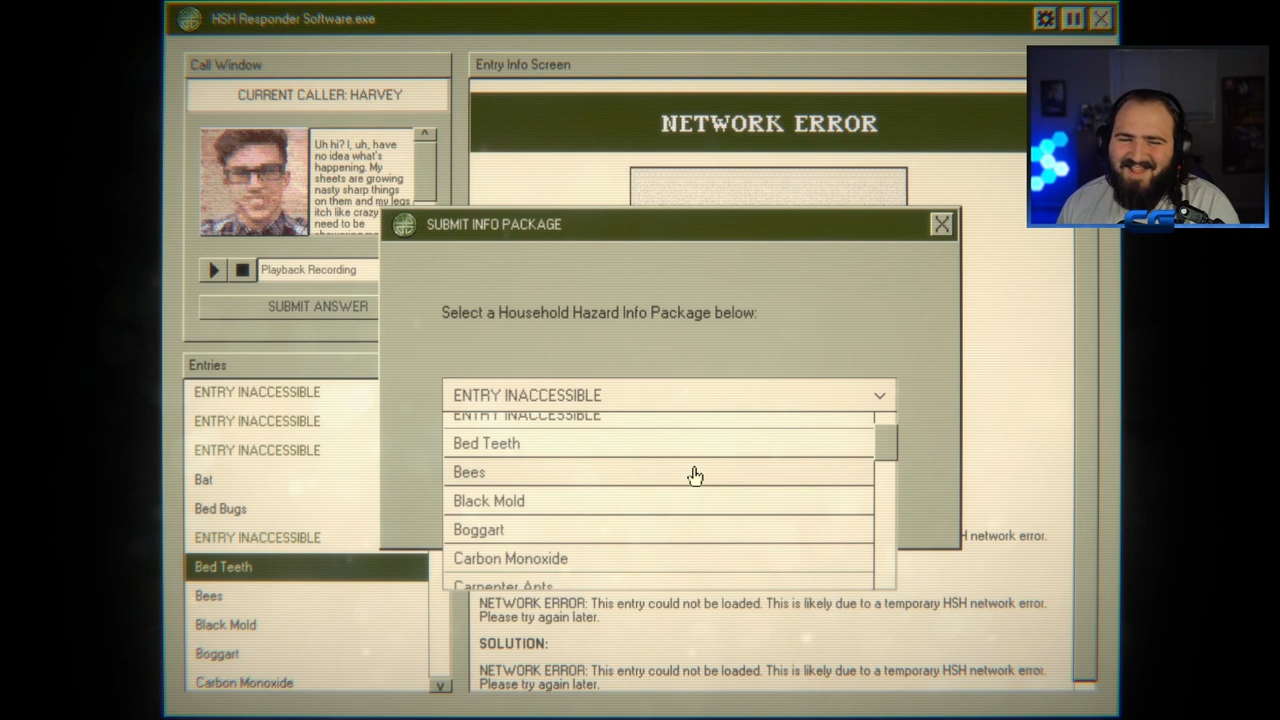 HSH Responder Software.exe
Call Window
CURRENT CALLER: HARVEY
Uh hi? I, uh, have
no idea what's
happening. My
sheets are growing
nasty sharp things
on them and my legs
itch like crazy
need to be
Playback Recording
SUBMIT ANSWER
Entries
ENTRY INACCESSIBLE
ENTRY INACCESSIBLE
ENTRY INACCESSIBLE
Bat
Bed Bugs
ENTRY INACCESSIBLE
Bed Teeth
Bees
Black Mold
Boggart
Carbon Monoxide
Entry Info Screen
NETWORK ERROR
SUBMIT INFO PACKAGE
Select a Household Hazard Info Package below:
ENTRY INACCESSIBLE
ENTRY INACCESSIBLE
Bed Teeth
Bees
Black Mold
Boggart
Carbon Monoxide
Carpenter Ants
H network error.
NETWORK ERROR: This entry could not be loaded. This is likely due to a temporary HSH network error.
Please try again later.
SOLUTION:
NETWORK ERROR: This entry could not be loaded. This is likely due to a temporary HSH network error.
Please try again later.
CG